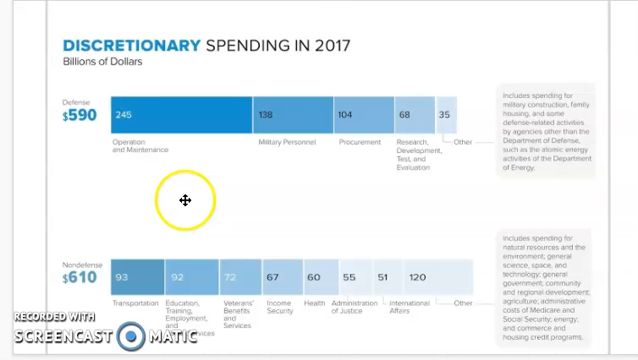 DISCRETIONARY SPENDING IN 2017
Billions of Dollars
Defense
$590
245
138
104
68
35
Operation
and Maintenance
Military Personnel
Procurement
Research,
Development,
Test, and
Evaluation
Other
Includes spending for
military construction, family
housing, and some
defense-related activities
by agencies other than the
Department of Defense,
such as the atomic energy
activities of the Department
of Energy.
Nondefense
$610
93
92
72
67
60
55
51
120
Transportation
Education,
Training,
Employment,
and
Services
Veterans'
Benefits
and
Services
Income
Security
Health
Administration
of Justice
International
Affairs
Other
Includes spending for
natural resources and the
environment; general
science, space, and
technology; general
government; community
and regional development;
agriculture; administrative
costs of Medicare and
Social Security; energy;
and commerce and
housing credit programs.
RECORDED WITH
SCREENCAST MATIC